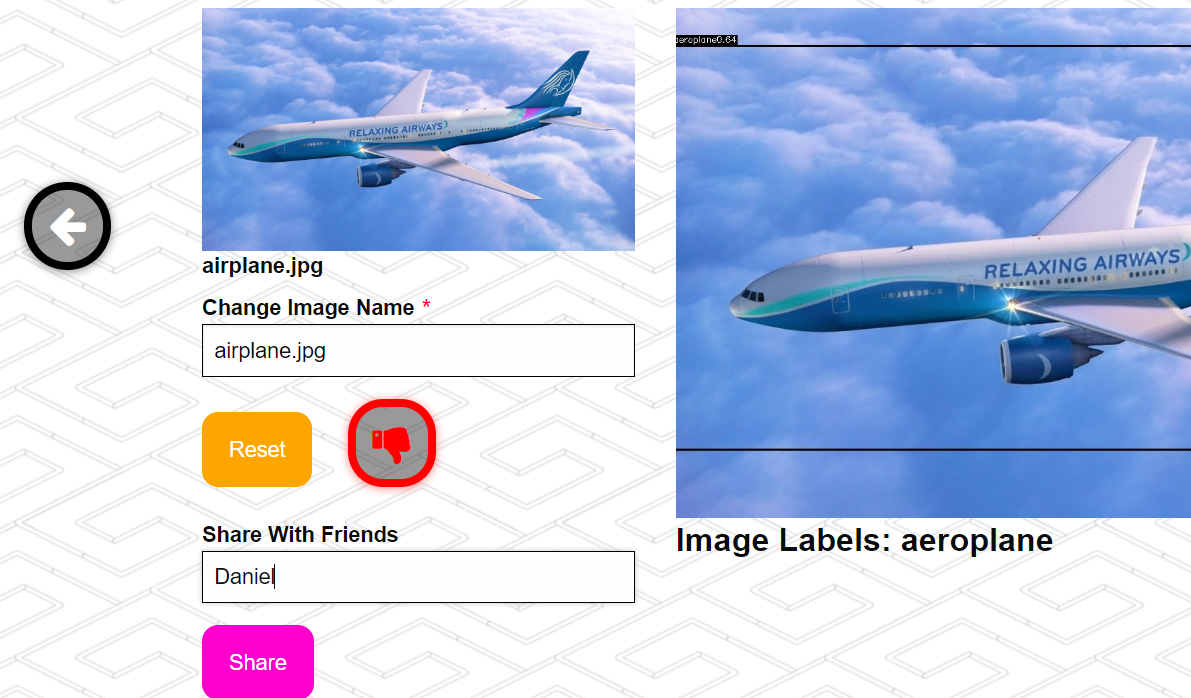 RELAXING AIRWAYS
airplane.jpg
Change Image Name *
airplane.jpg
Reset
Share With Friends
Daniel
Share
aeroplane0.64
RELAXING AIRWAYS
Image Labels: aeroplane